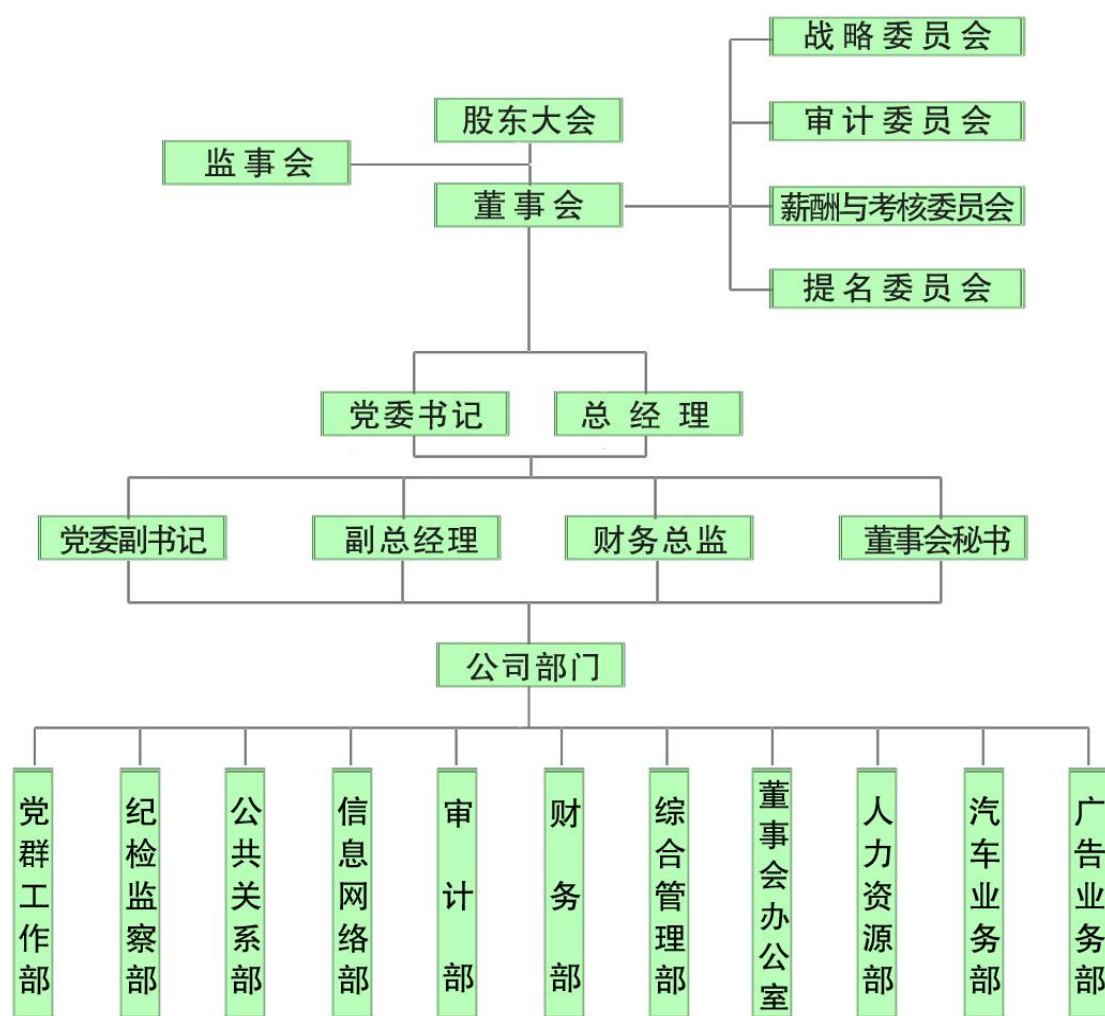 战略委员会
股东大会
审计委员会
监事会
董事会
薪酬与考核委员会
提名委员会
党委书记
总经理
党委副书记
副总经理
财务总监
董事会秘书
公司部门
党群工作部
纪检监察部
公共关系部
信息网络部
审计部
财务部
综合管理部
董事会办公室
人力资源部
汽车业务部
广告业务部